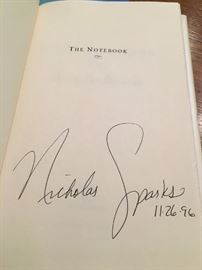 THE NOTEBOOK
Nicholas Sparks
11-26-96